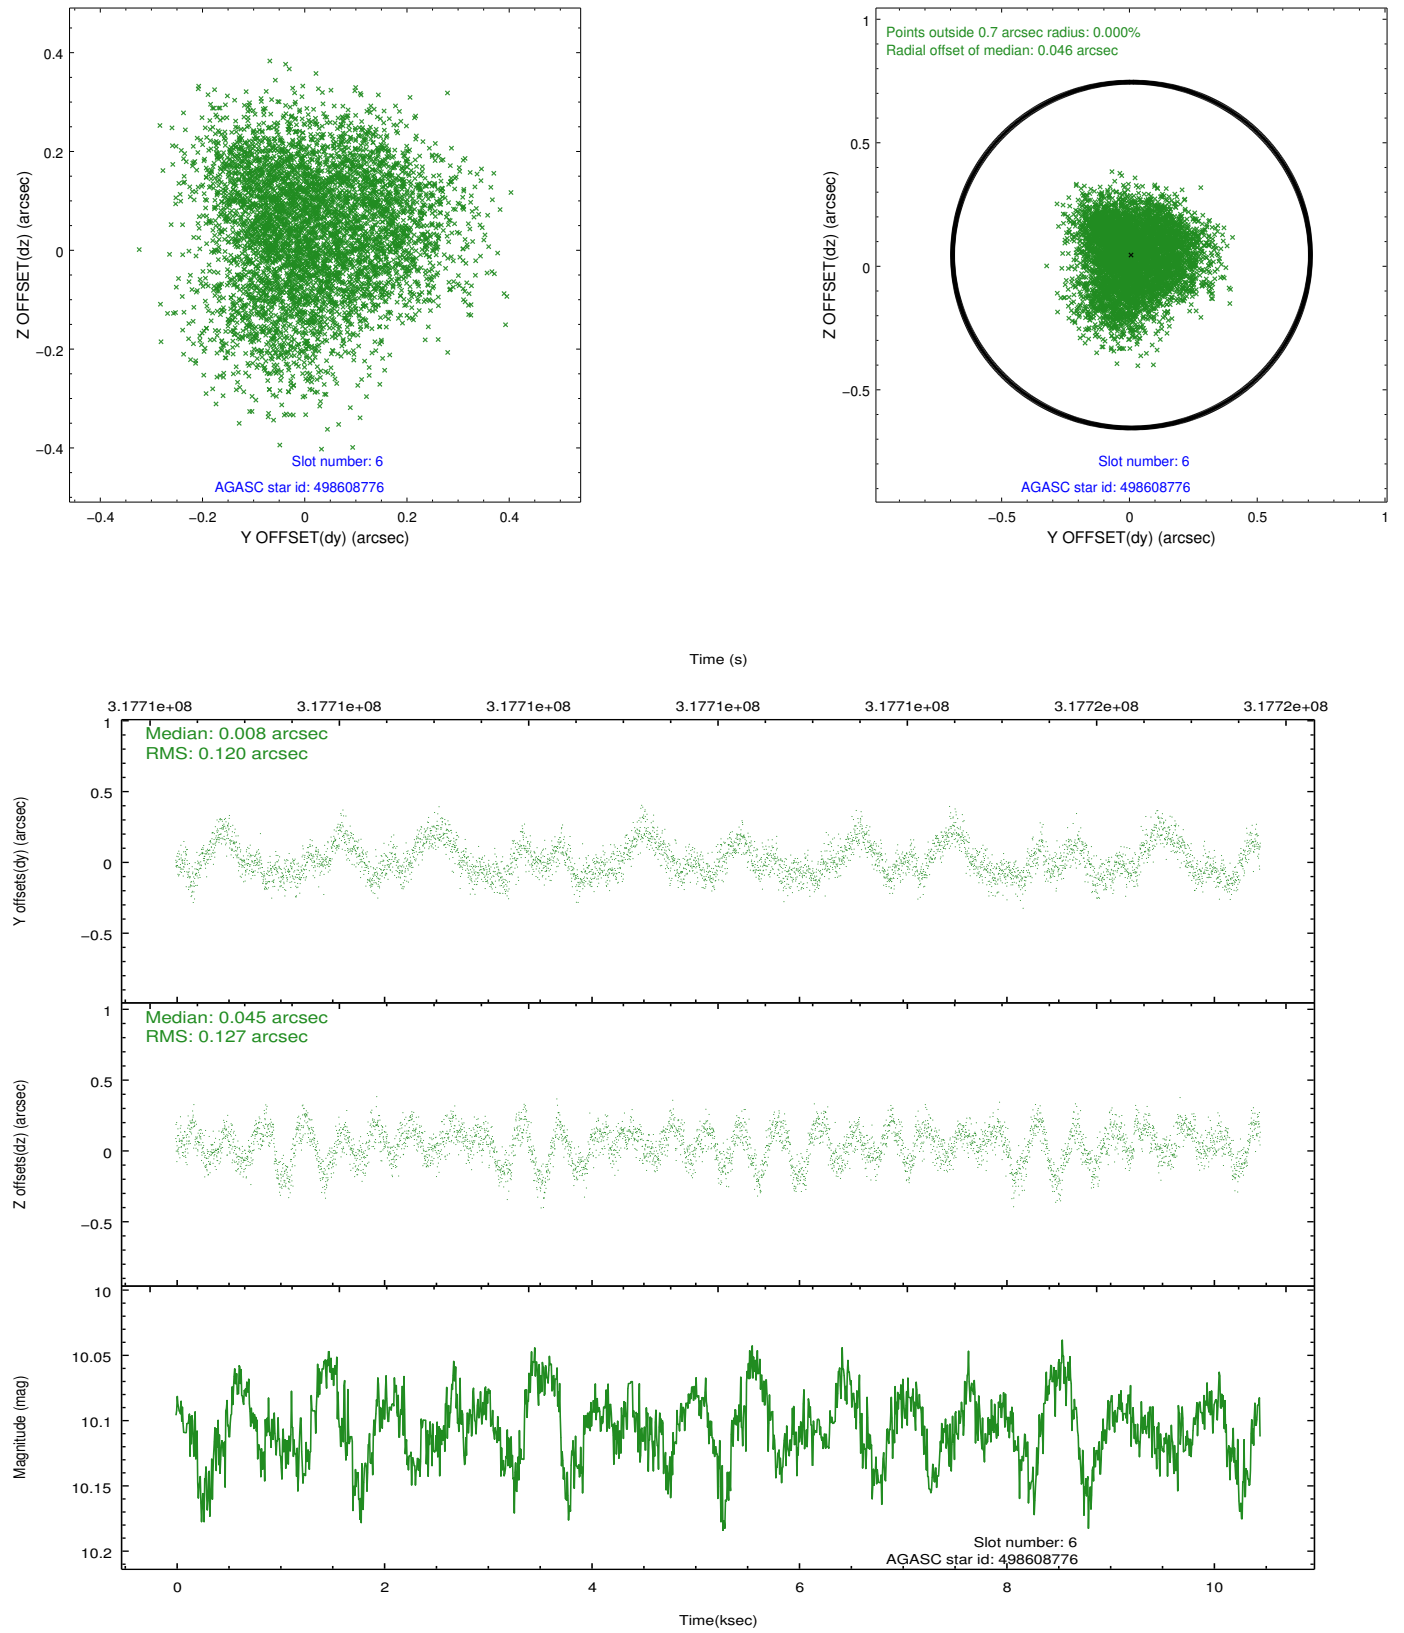 0.4
0.2
0
−0.2
−0.4
Z OFFSET(dz) (arcsec)
Slot number: 6
AGASC star id: 498608776
−0.4 −0.2 0 0.2 0.4
Y OFFSET(dy) (arcsec)
1
0.5
0
−0.5
Z OFFSET(dz) (arcsec)
Points outside 0.7 arcsec radius: 0.000%
Radial offset of median: 0.046 arcsec
Slot number: 6
AGASC star id: 498608776
−0.5 0 0.5 1
Y OFFSET(dy) (arcsec)
Time (s)
3.1771e+08 3.1771e+08 3.1771e+08 3.1771e+08 3.1771e+08 3.1772e+08 3.1772e+08
1
0.5
0
−0.5
Y offsets(dy) (arcsec)
Median: 0.008 arcsec
RMS: 0.120 arcsec
1
0.5
0
−0.5
Z offsets(dz) (arcsec)
Median: 0.045 arcsec
RMS: 0.127 arcsec
10
10.05
10.1
10.15
10.2
Magnitude (mag)
Slot number: 6
AGASC star id: 498608776
0 2 4 6 8 10
Time(ksec)